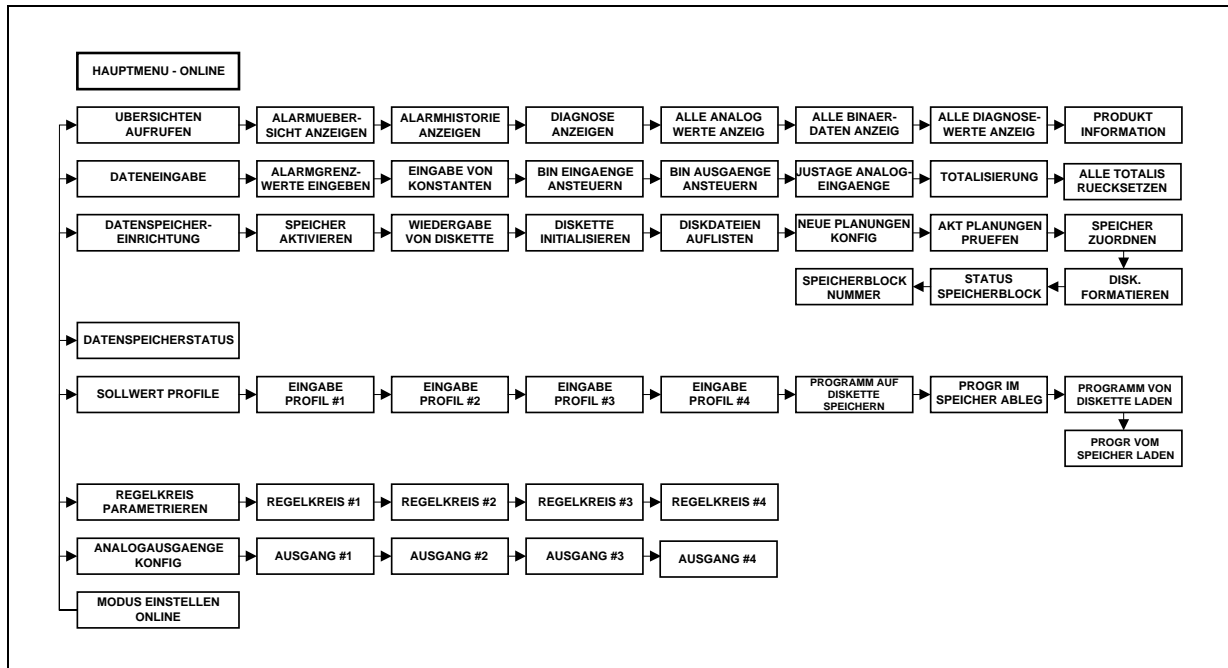 HAUPTMENU - ONLINE
UBERSICHTEN
AUFRUFEN
ALARMUEBER-
SICHT ANZEIGEN
ALARMHISTORIE
ANZEIGEN
DIAGNOSE
ANZEIGEN
ALLE ANALOG
WERTE ANZEIG
ALLE BINAER-
DATEN ANZEIG
ALLE DIAGNOSE-
WERTE ANZEIG
PRODUKT
INFORMATION
DATENEINGABE
ALARMGRENZ-
WERTE EINGEBEN
EINGABE VON
KONSTANTEN
BIN EINGAENGE
ANSTEUERN
BIN AUSGAENGE
ANSTEUERN
JUSTAGE ANALOG-
EINGAENGE
TOTALISIERUNG
ALLE TOTALIS
RUECKSETZEN
DATENSPEICHER-
EINRICHTUNG
SPEICHER
AKTIVIEREN
WIEDERGABE
VON DISKETTE
DISKETTE
INITIALISIEREN
DISKDATEIEN
AUFLISTEN
NEUE PLANUNGEN
KONFIG
AKT PLANUNGEN
PRUEFEN
SPEICHER
ZUORDNEN
SPEICHERBLOCK
NUMMER
STATUS
SPEICHERBLOCK
DISK.
FORMATIEREN
DATENSPEICHERSTATUS
SOLLWERT PROFILE
EINGABE
PROFIL #1
EINGABE
PROFIL #2
EINGABE
PROFIL #3
EINGABE
PROFIL #4
PROGRAMM AUF
DISKETTE
SPEICHERN
PROGR IM
SPEICHER ABLEG
PROGRAMM VON
DISKETTE LADEN
PROGR VOM
SPEICHER LADEN
REGELKREIS
PARAMETRIEREN
REGELKREIS #1
REGELKREIS #2
REGELKREIS #3
REGELKREIS #4
ANALOGAUSGAENGE
KONFIG
AUSGANG #1
AUSGANG #2
AUSGANG #3
AUSGANG #4
MODUS EINSTELLEN
ONLINE